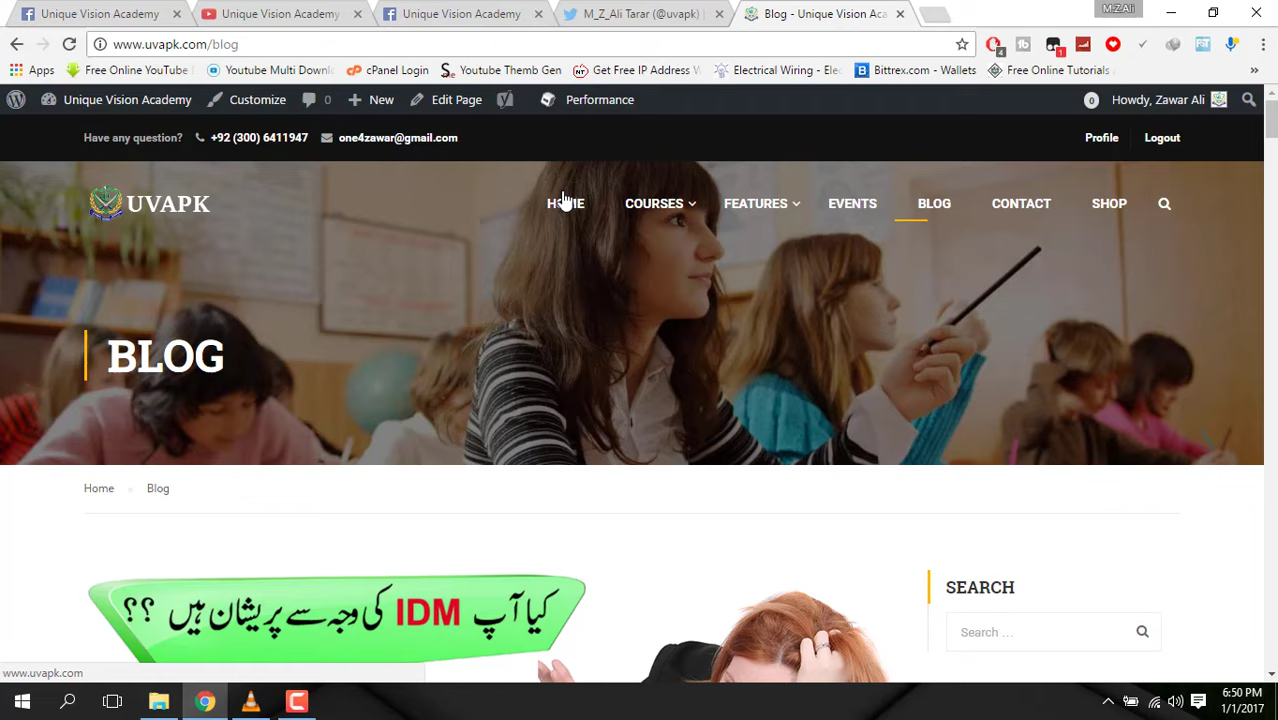 Unique Vision Academy
Unique Vision Academy
Unique Vision Academy
M_Z_Ali Tarar (@uvapk) |
Blog - Unique Vision Aca
M.Z.Ali
www.uvapk.com/blog
Apps
Free Online YouTube
Youtube Multi Downl
cPanel Login
Youtube Themb Gen
Get Free IP Address
Electrical Wiring - Ele
Bittrex.com - Wallets
Free Online Tutorials
Unique Vision Academy
Customize
0
New
Edit Page
Performance
0
Howdy, Zawar Ali
Have any question?
+92 (300) 6411947
one4zawar@gmail.com
Profile
Logout
UVAPK
HOME
COURSES
FEATURES
EVENTS
BLOG
CONTACT
SHOP
BLOG
Home
Blog
کیا آپ IDM کی وجہ سے پریشان ہیں ؟؟
SEARCH
Search ...
www.uvapk.com
6:50 PM
1/1/2017